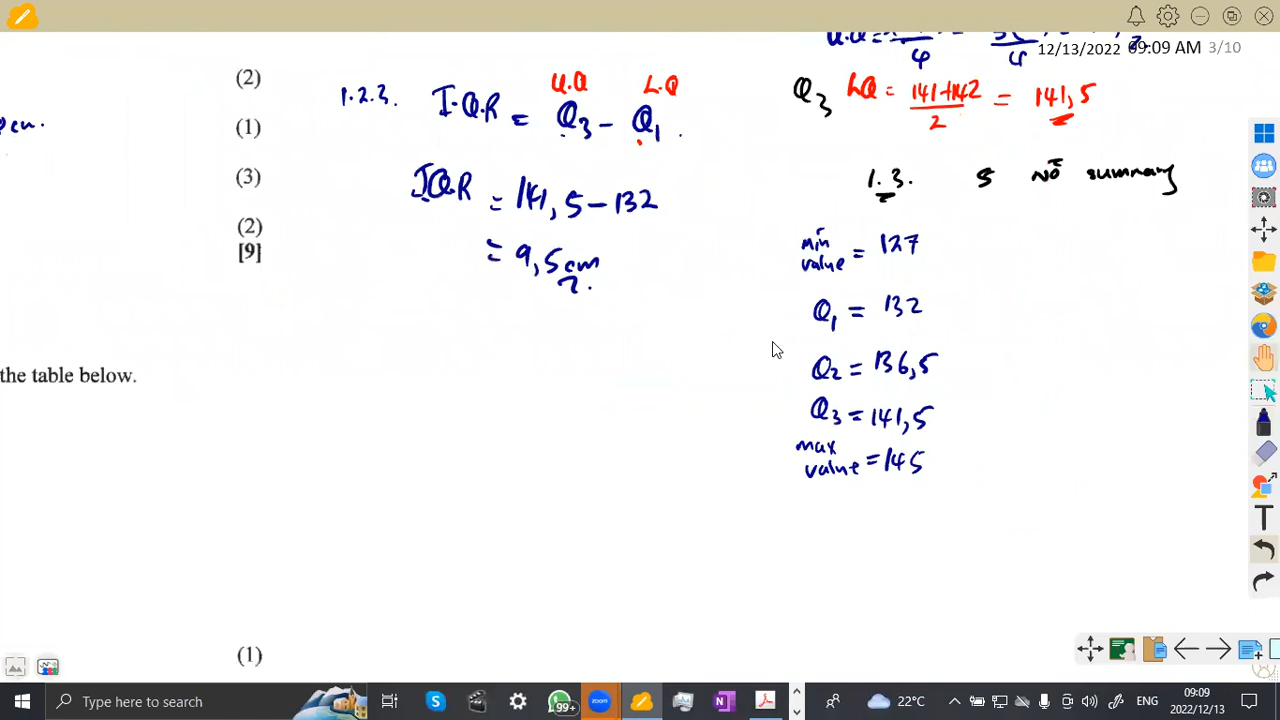 12/13/2022 09:09 AM 3/10
(2)
(1)
(3)
(2)
[9]
the table below.
(1)
1.2.3. I.Q.R = Q3 - Q1.
U.Q L.Q
IQR = 141,5 - 132
= 9,5cm
Q3 LQ = 141+142 / 2 = 141,5
1.3. 5 No summary
min value = 127
Q1 = 132
Q2 = 136,5
Q3 = 141,5
max value = 145
Type here to search
99+
22°C
ENG
09:09
2022/12/13